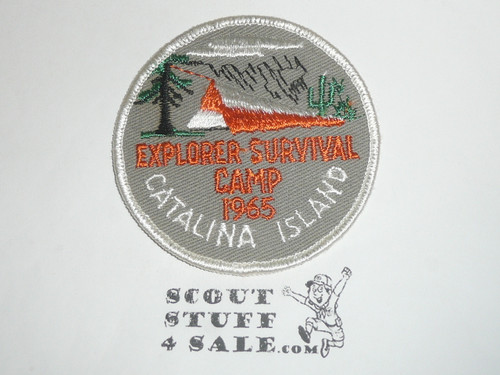 EXPLORER SURVIVAL
CAMP
1965
CATALINA ISLAND
SCOUT
STUFF
4 SALE.COM